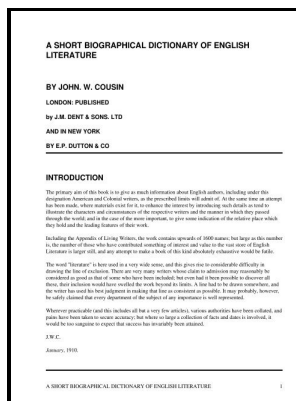 A SHORT BIOGRAPHICAL DICTIONARY OF ENGLISH
LITERATURE
BY JOHN. W. COUSIN
LONDON: PUBLISHED
by J.M. DENT & SONS. LTD
AND IN NEW YORK
BY E.P. DUTTON & CO
INTRODUCTION
The primary aim of this book is to give as much information about English authors, including under this
designation American and Colonial writers, as the prescribed limits will admit of. At the same time an attempt
has been made, where materials exist for it, to enhance the interest by introducing such details as tend to
illustrate the characters and circumstances of the respective writers and the manner in which they passed
through the world; and in the case of the more important, to give some indication of the relative place which
they hold and the leading features of their work.
Including the Appendix of Living Writers, the work contains upwards of 1600 names; but large as this number
is, the number of those who have contributed something of interest and value to the vast store of English
Literature is larger still, and any attempt to make a book of this kind absolutely exhaustive would be futile.
The word "literature" is here used in a very wide sense, and this gives rise to considerable difficulty in
drawing the line of exclusion. There are very many writers whose claim to admission may reasonably be
considered as good as that of some who have been included; but even had it been possible to discover all
these, their inclusion would have swelled the work beyond its limits. A line had to be drawn somewhere, and
the writer has used his best judgment in making that line as consistent as possible. It may probably, however,
be safely claimed that every department of the subject of any importance is well represented.
Wherever practicable (and this includes all but a very few articles), various authorities have been collated, and
pains have been taken to secure accuracy; but where so large a collection of facts and dates is involved, it
would be too sanguine to expect that success has invariably been attained.
J.W.C.
January, 1910.
A SHORT BIOGRAPHICAL DICTIONARY OF ENGLISH LITERATURE 1